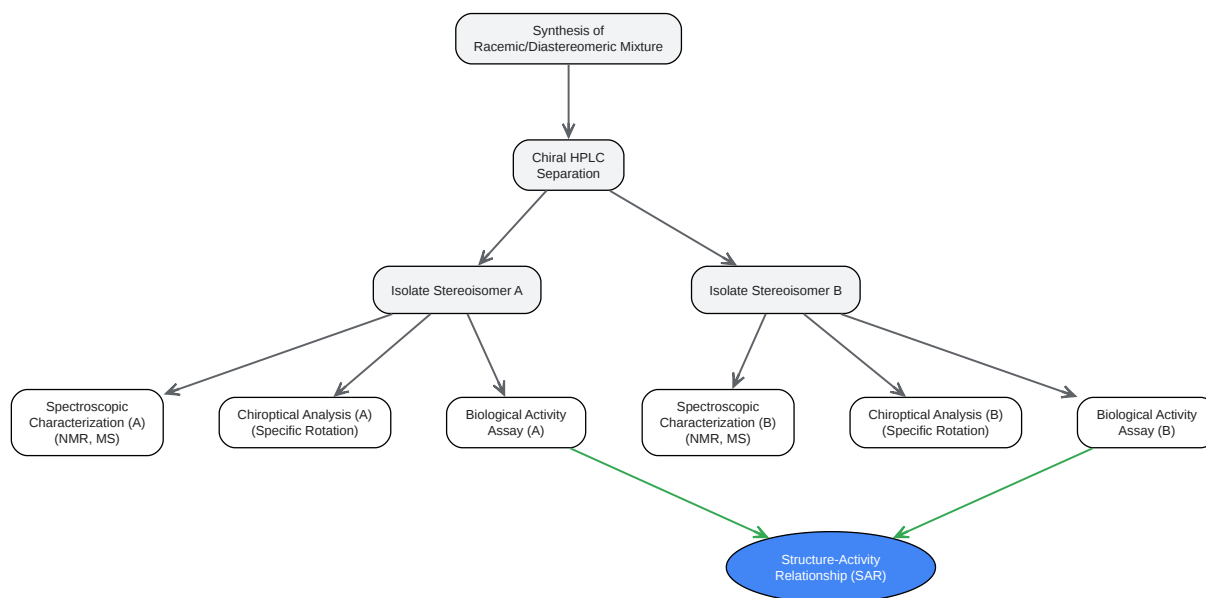 Synthesis of
Racemic/Diastereomeric Mixture
Chiral HPLC
Separation
Isolate Stereoisomer A
Isolate Stereoisomer B
Spectroscopic
Characterization (A)
(NMR, MS)
Chiroptical Analysis (A)
(Specific Rotation)
Biological Activity
Assay (A)
Spectroscopic
Characterization (B)
(NMR, MS)
Chiroptical Analysis (B)
(Specific Rotation)
Biological Activity
Assay (B)
Structure-Activity
Relationship (SAR)